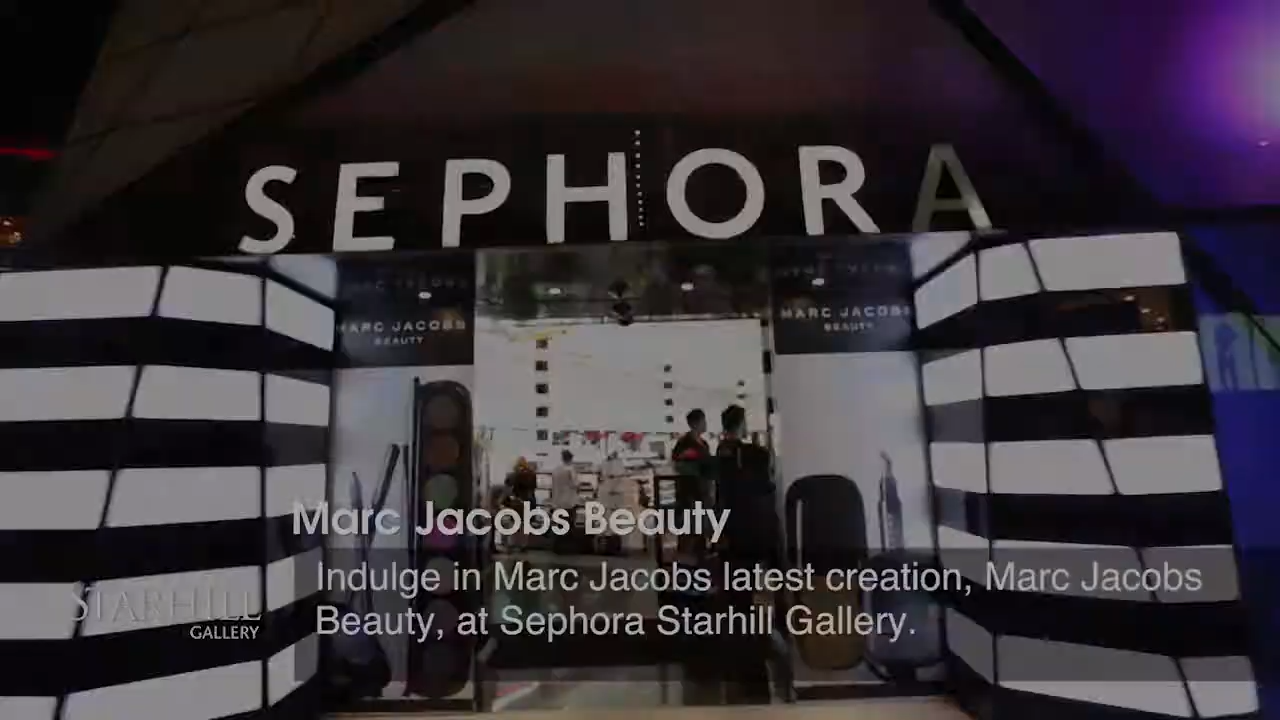 SEPHORA
MARC JACOBS
BEAUTY
MARC JACOBS
BEAUTY
Marc Jacobs Beauty
Indulge in Marc Jacobs latest creation, Marc Jacobs
Beauty, at Sephora Starhill Gallery.
STARHILL
GALLERY